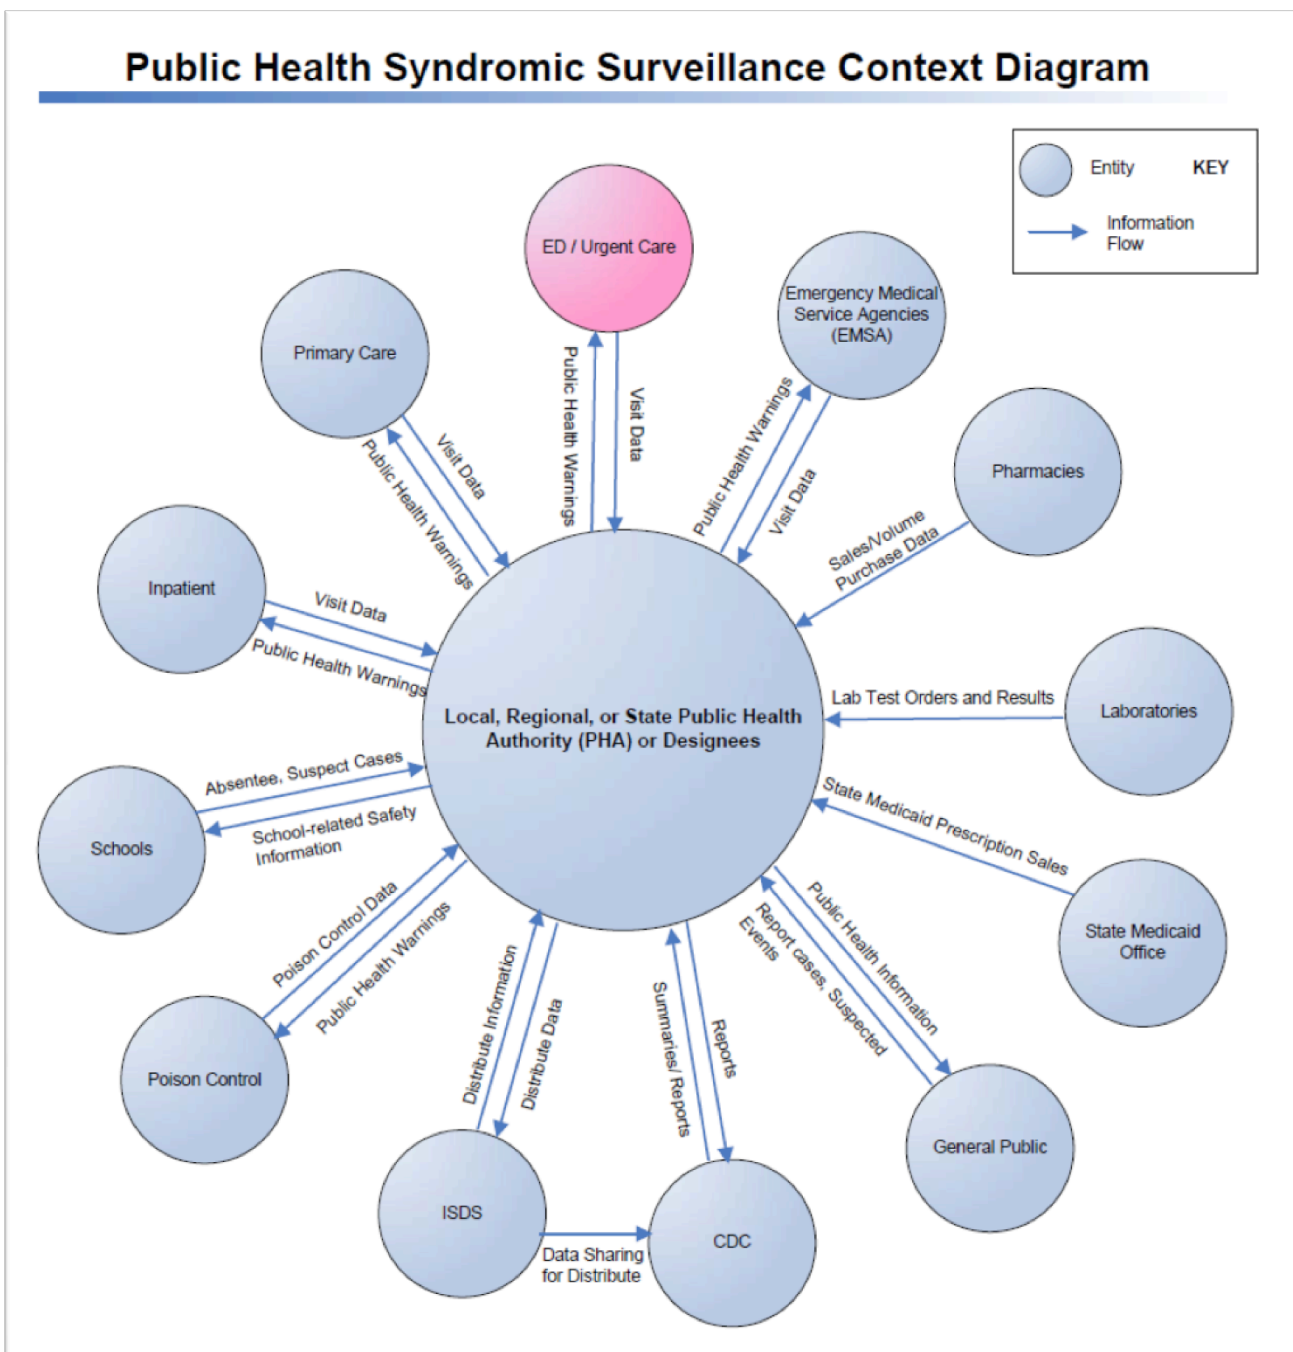 Public Health Syndromic Surveillance Context Diagram
Entity
KEY
Information
Flow
ED / Urgent Care
Emergency Medical
Service Agencies
(EMSA)
Primary Care
Pharmacies
Public Health Warnings
Visit Data
Public Health Warnings
Visit Data
Visit Data
Public Health Warnings
Sales/Volume
Purchase Data
Inpatient
Visit Data
Public Health Warnings
Local, Regional, or State Public Health
Authority (PHA) or Designees
Lab Test Orders and Results
Laboratories
Absentee, Suspect Cases
School-related Safety
Information
Schools
State Medicaid Prescription Sales
State Medicaid
Office
Poison Control Data
Public Health Warnings
Poison Control
Distribute Information
Distribute Data
Summaries/ Reports
Reports
Report cases, Suspected
Events
Public Health Information
General Public
ISDS
Data Sharing
for Distribute
CDC